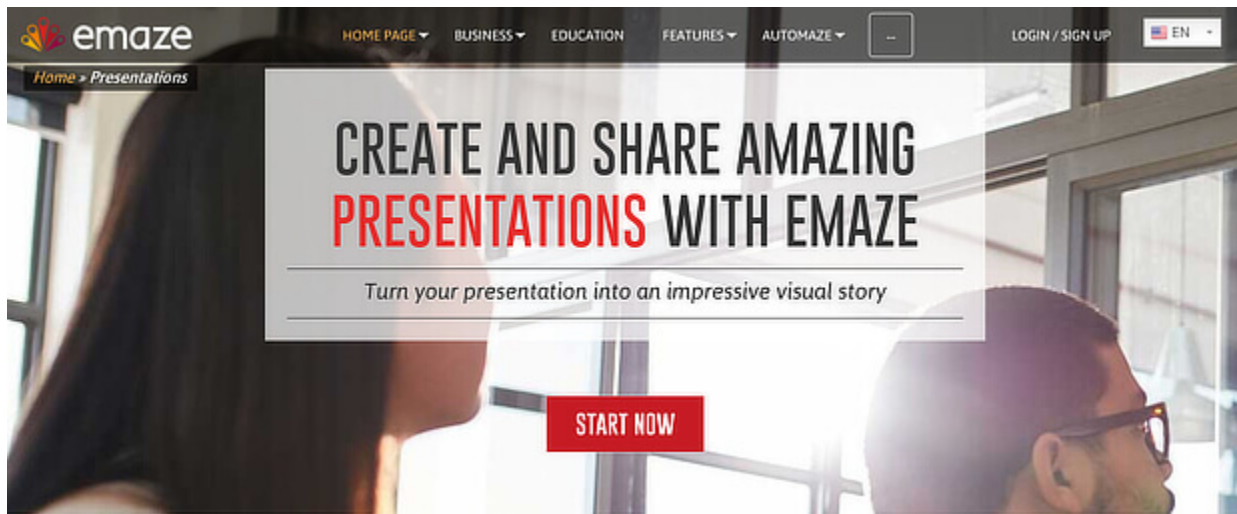 emaze
HOME PAGE BUSINESS EDUCATION FEATURES AUTOMAZE ... LOGIN / SIGN UP EN
Home » Presentations
CREATE AND SHARE AMAZING
PRESENTATIONS WITH EMAZE
Turn your presentation into an impressive visual story
START NOW